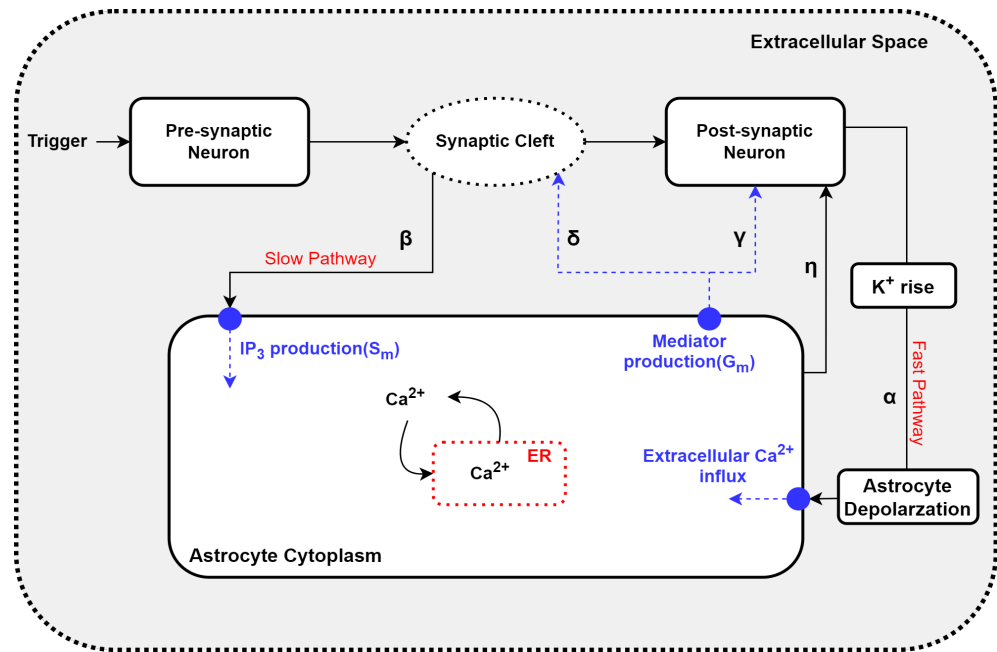 Extracellular Space
Trigger
Pre-synaptic
Neuron
Synaptic Cleft
Post-synaptic
Neuron
β
δ
γ
η
Slow Pathway
K⁺ rise
IP₃ production(Sₘ)
Mediator
production(Gₘ)
Fast Pathway
α
Ca²⁺
ER
Ca²⁺
Extracellular Ca²⁺
influx
Astrocyte
Depolarzation
Astrocyte Cytoplasm